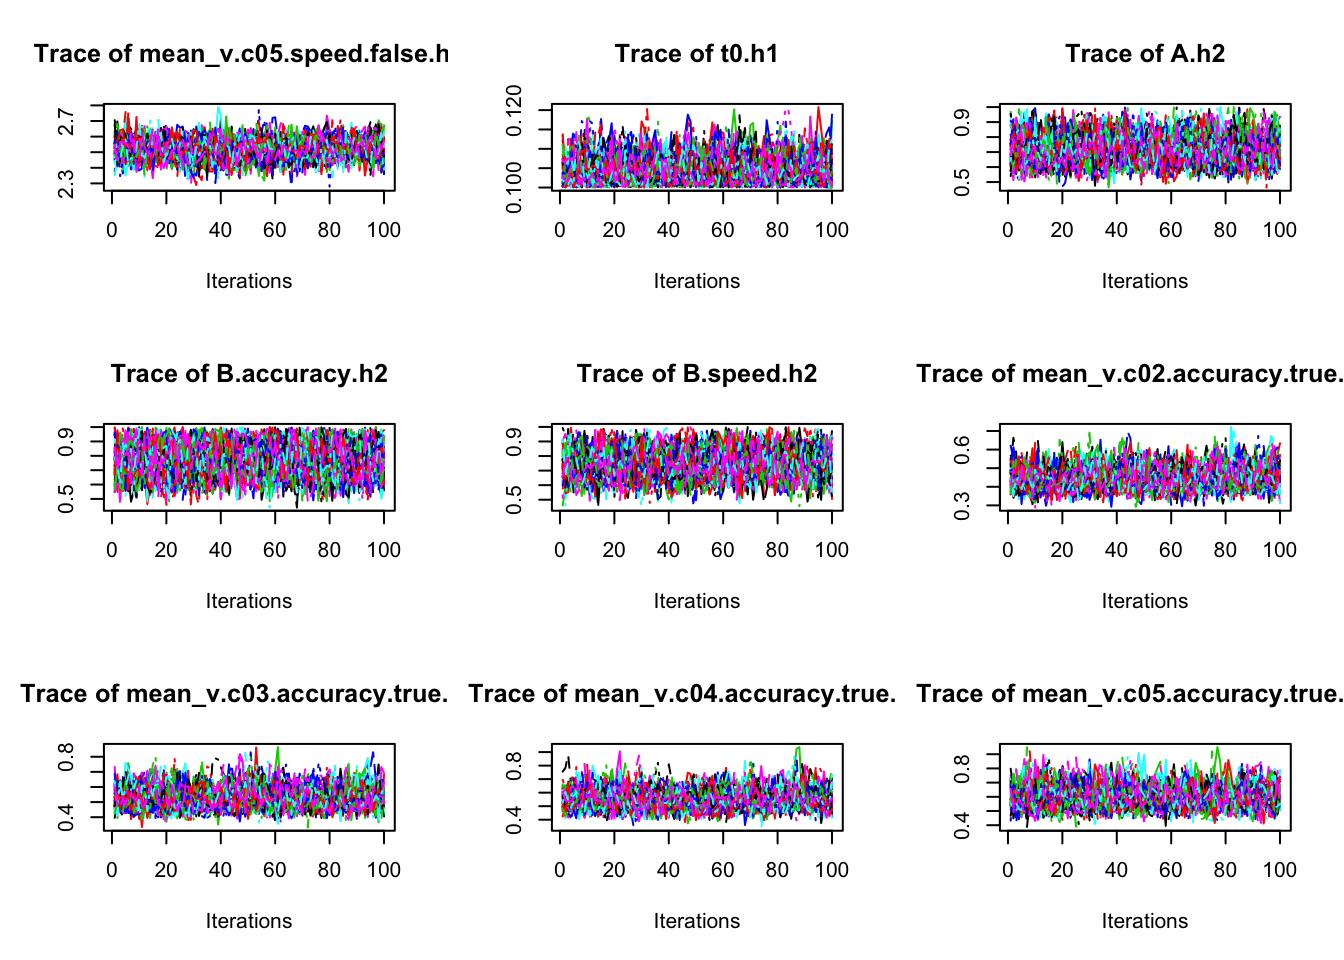 Trace of mean_v.c05.speed.false.h
2.7
2.3
0 20 40 60 80 100
Iterations
Trace of t0.h1
0.120
0.100
0 20 40 60 80 100
Iterations
Trace of A.h2
0.9
0.5
0 20 40 60 80 100
Iterations
Trace of B.accuracy.h2
0.9
0.5
0 20 40 60 80 100
Iterations
Trace of B.speed.h2
0.9
0.5
0 20 40 60 80 100
Iterations
Trace of mean_v.c02.accuracy.true.
0.6
0.3
0 20 40 60 80 100
Iterations
Trace of mean_v.c03.accuracy.true.
0.8
0.4
0 20 40 60 80 100
Iterations
Trace of mean_v.c04.accuracy.true.
0.8
0.4
0 20 40 60 80 100
Iterations
Trace of mean_v.c05.accuracy.true.
0.8
0.4
0 20 40 60 80 100
Iterations